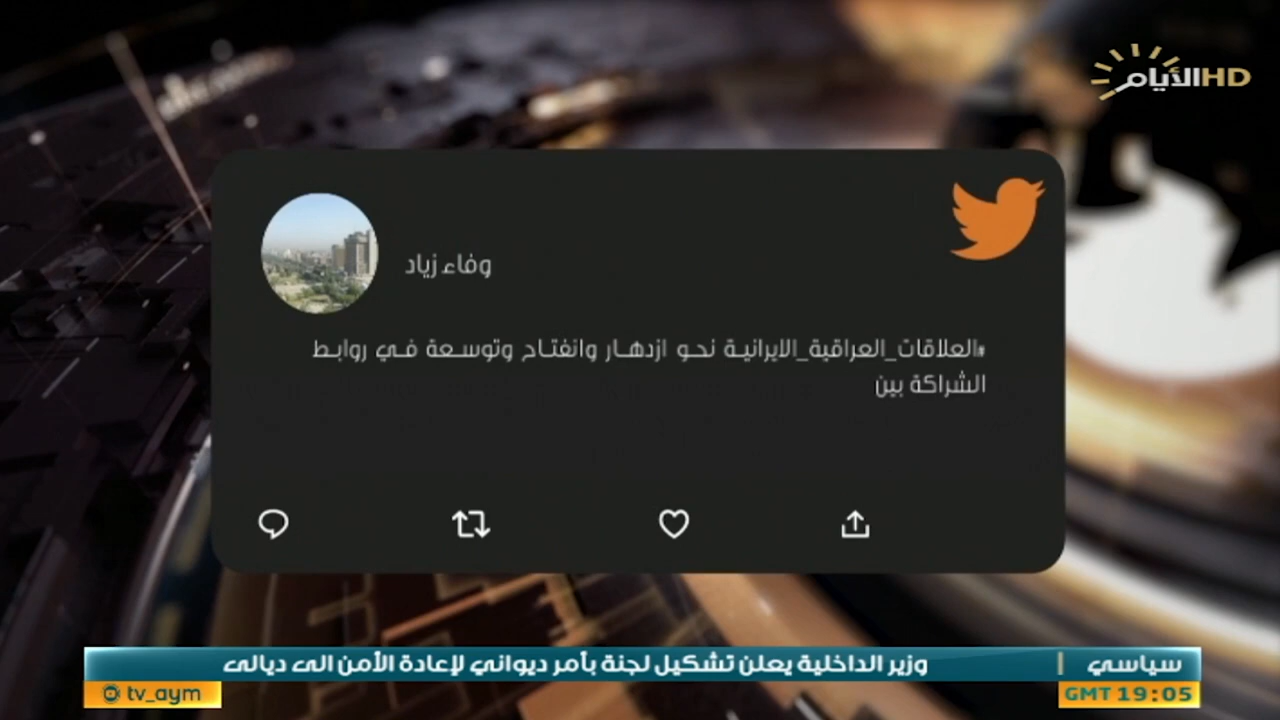 الأيام HD
وفاء زياد
#العلاقات_العراقية_الايرانية نحو ازدهار وانفتاح وتوسعة في روابط
الشراكة بين
سياسي | وزير الداخلية يعلن تشكيل لجنة بأمر ديواني لإعادة الأمن الى ديالى
GMT 19:05
tv_aym